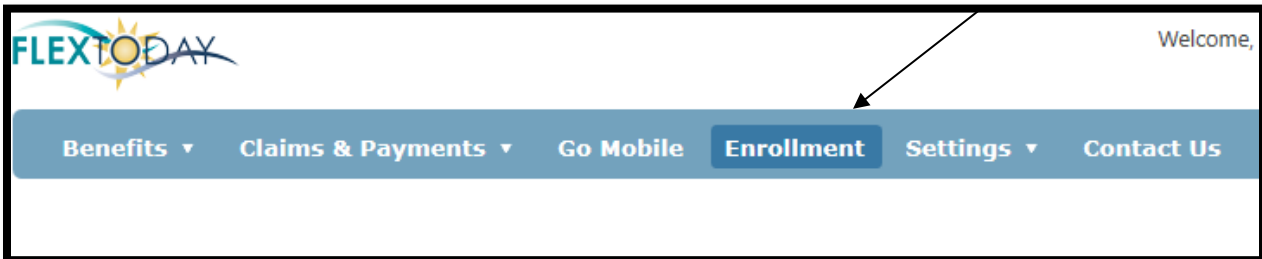 FLEXTODAY
Welcome,
Benefits ▼ Claims & Payments ▼ Go Mobile Enrollment Settings ▼ Contact Us